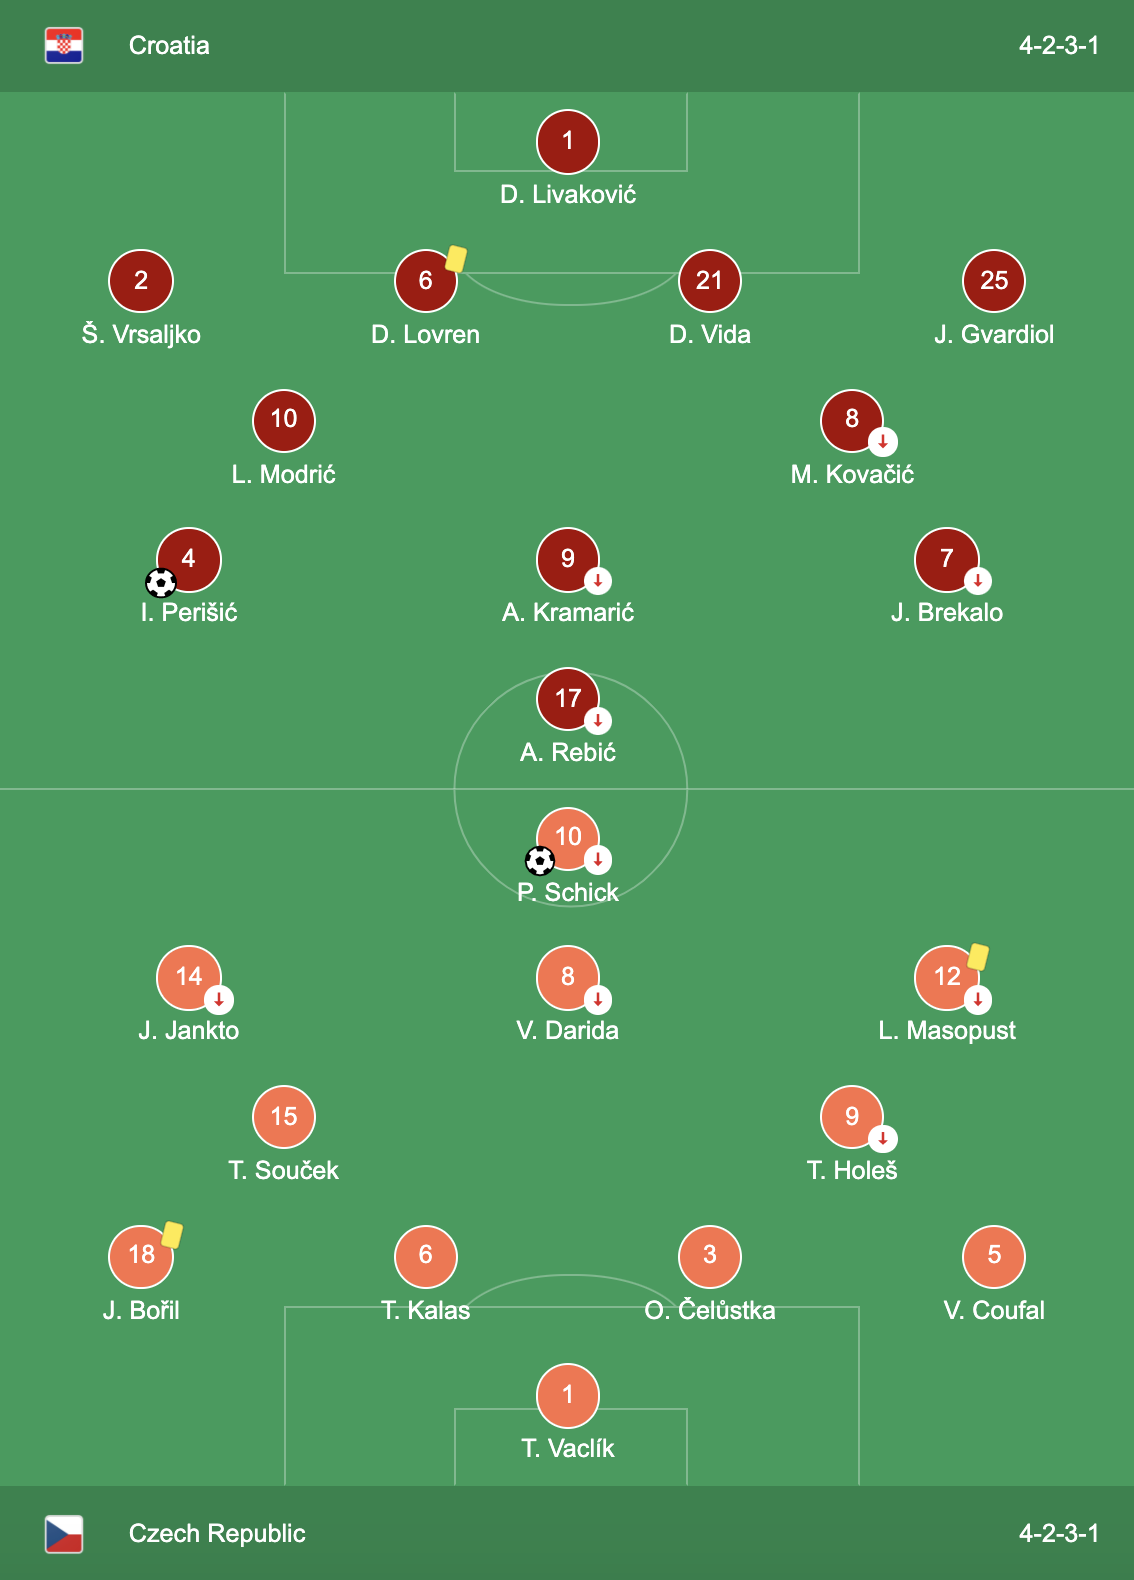 Croatia 4-2-3-1
1
D. Livaković
2 6 21 25
Š. Vrsaljko D. Lovren D. Vida J. Gvardiol
10 8
L. Modrić M. Kovačić
4 9 7
I. Perišić A. Kramarić J. Brekalo
17
A. Rebić
10
P. Schick
14 8 12
J. Jankto V. Darida L. Masopust
15 9
T. Souček T. Holeš
18 6 3 5
J. Bořil T. Kalas O. Čelůstka V. Coufal
1
T. Vaclík
Czech Republic 4-2-3-1